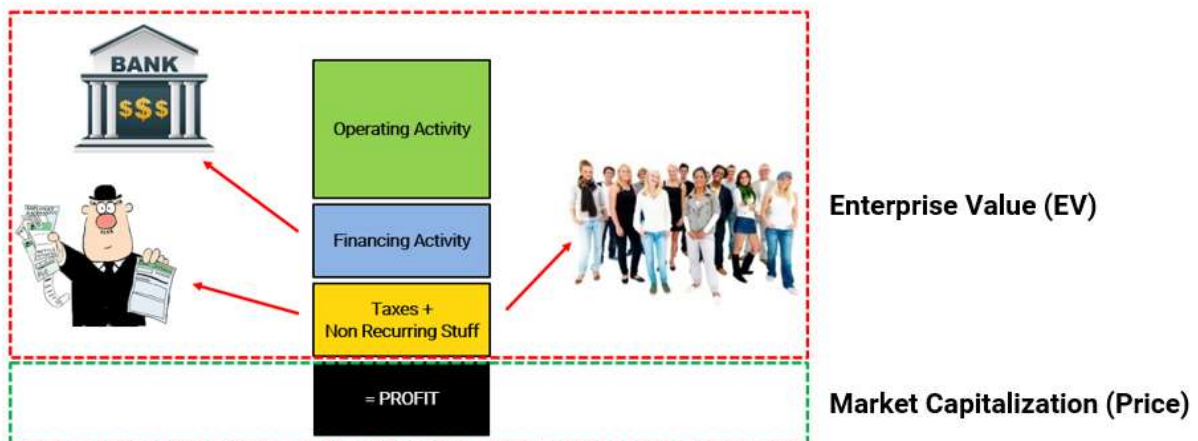 BANK
$$$
Operating Activity
Enterprise Value (EV)
Financing Activity
Taxes +
Non Recurring Stuff
= PROFIT
Market Capitalization (Price)